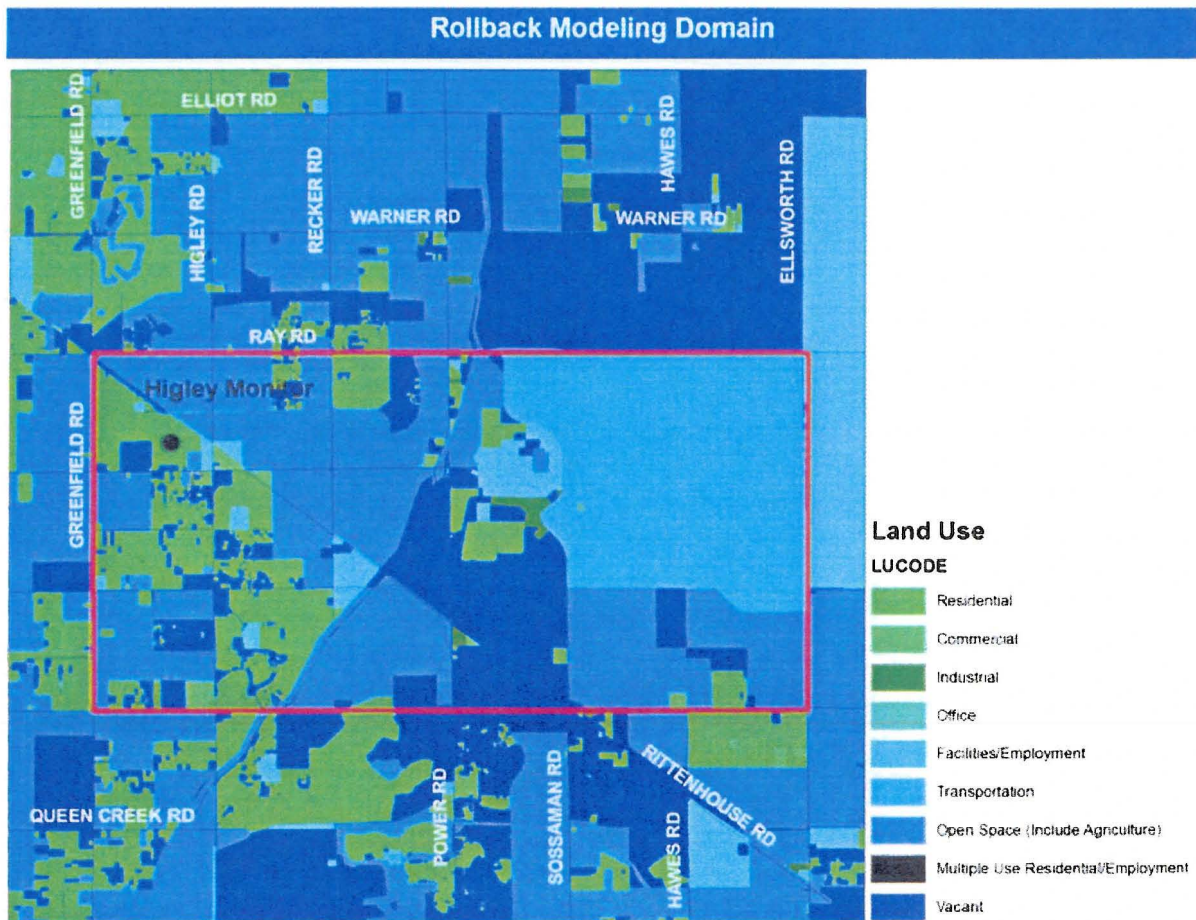 Rollback Modeling Domain
ELLIOT RD
GREENFIELD RD
HIGLEY RD
RECKER RD
WARNER RD
HAWES RD
WARNER RD
ELLSWORTH RD
RAY RD
Higley Monitor
GREENFIELD RD
QUEEN CREEK RD
POWER RD
SOSSAMAN RD
HAWES RD
RITTENHOUSE RD
Land Use
LUCODE
Residential
Commercial
Industrial
Office
Facilities/Employment
Transportation
Open Space (Include Agriculture)
Multiple Use Residential/Employment
Vacant